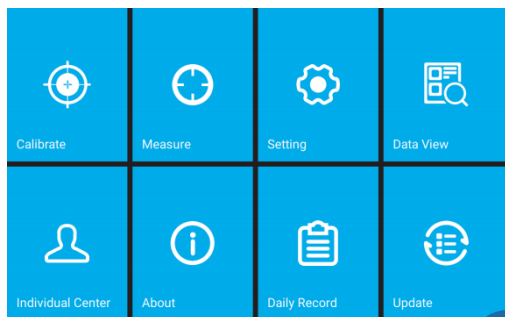 Calibrate
Measure
Setting
Data View
Individual Center
About
Daily Record
Update